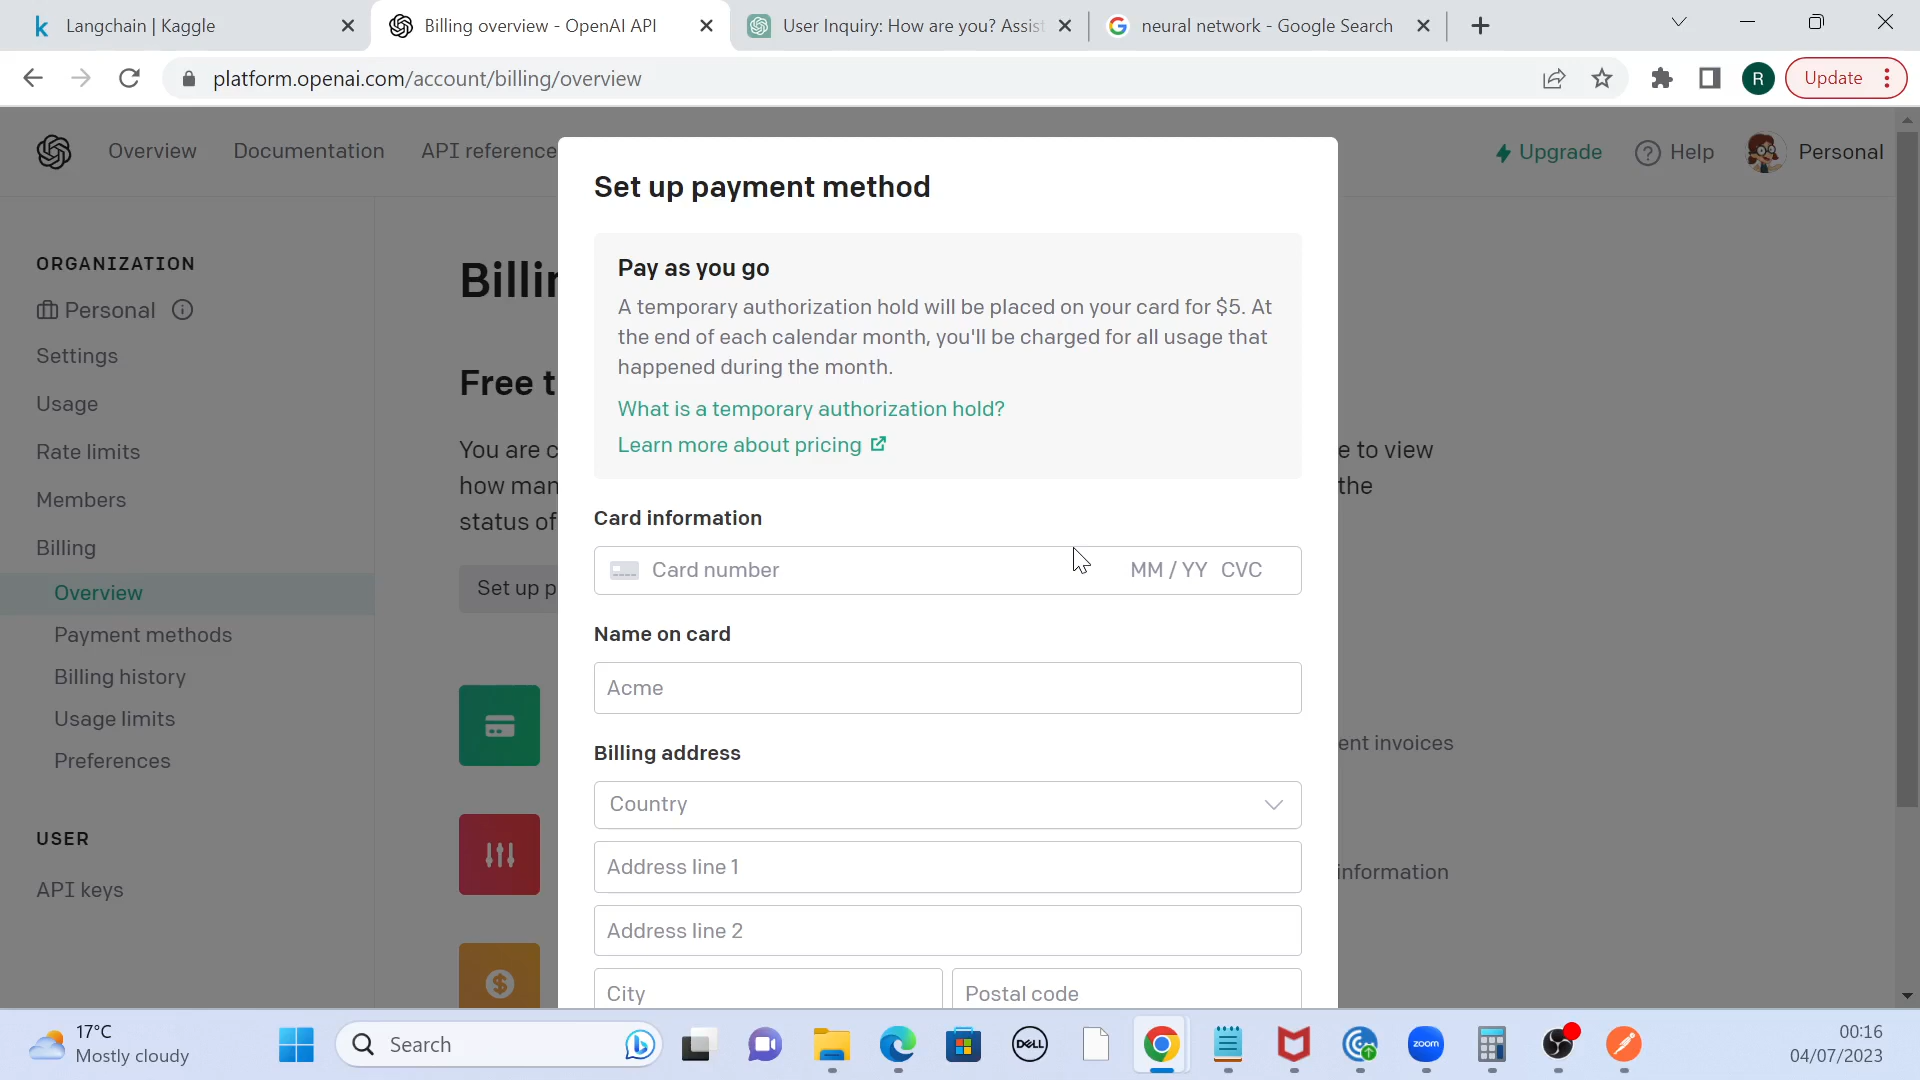 Langchain | Kaggle
Billing overview - OpenAI API
User Inquiry: How are you? Assist
neural network - Google Search
platform.openai.com/account/billing/overview
R
Update
Overview
Documentation
API reference
Upgrade
Help
Personal
Set up payment method
Pay as you go
A temporary authorization hold will be placed on your card for $5. At
the end of each calendar month, you'll be charged for all usage that
happened during the month.
What is a temporary authorization hold?
Learn more about pricing
Card information
Card number MM / YY CVC
Name on card
Acme
Billing address
Country
Address line 1
Address line 2
City
Postal code
ORGANIZATION
Personal
Settings
Usage
Rate limits
Members
Billing
Overview
Payment methods
Billing history
Usage limits
Preferences
USER
API keys
Billin
Free t
You are c
e to view
how man
the
status of
Set up p
ent invoices
information
17°C
Mostly cloudy
Search
DELL
zoom
00:16
04/07/2023